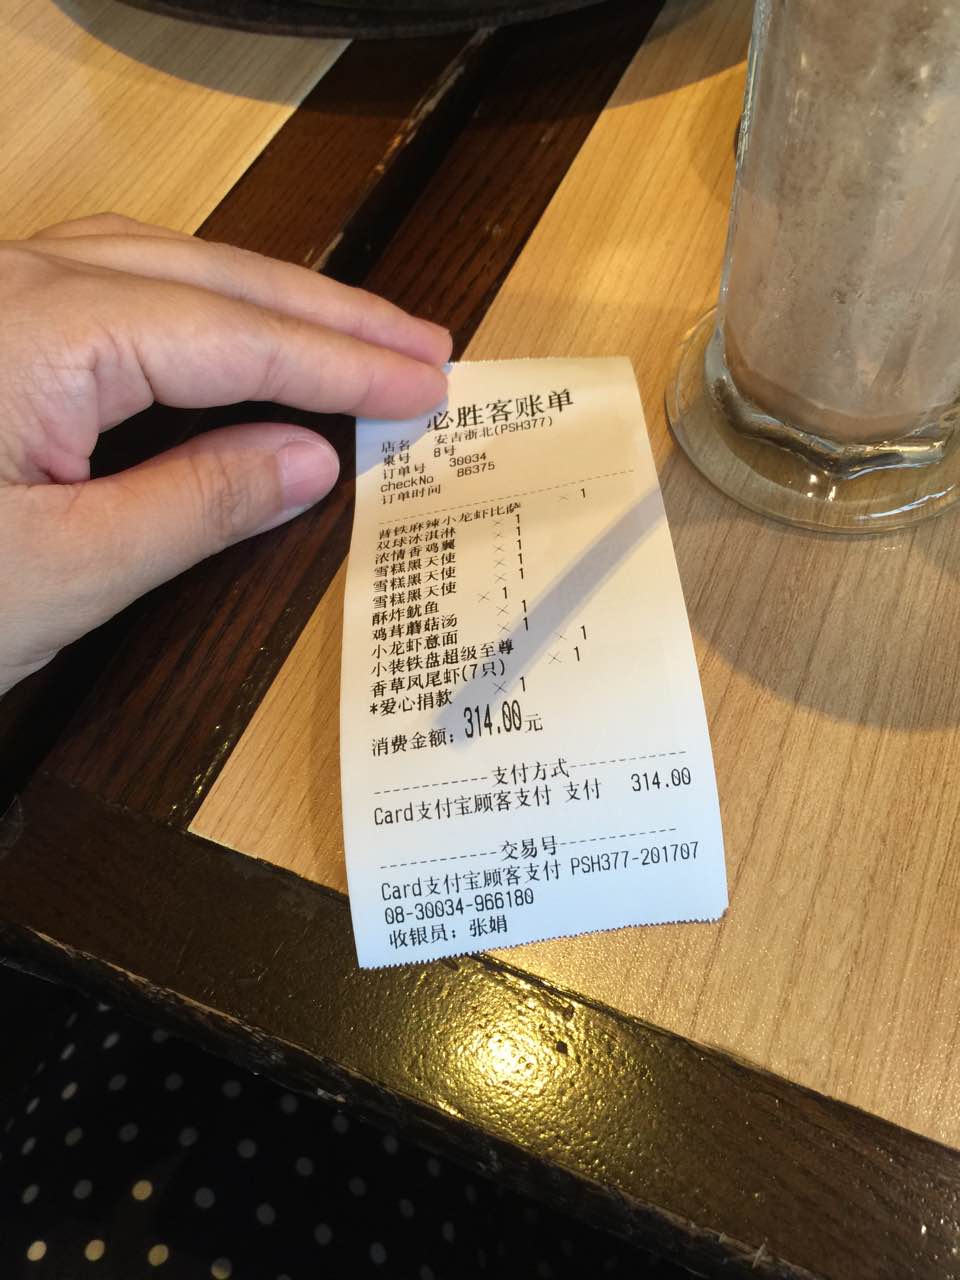 必胜客账单
店名 安吉浙北(PSH377)
桌号 8号
订单号 30034
checkNo 86375
订单时间
普铁麻辣小龙虾比萨 × 1
双球冰淇淋 × 1
浓情香鸡翼 × 1
雪糕黑天使 × 1
雪糕黑天使 × 1
雪糕黑天使 × 1
酥炸鱿鱼 × 1
鸡茸蘑菇汤 × 1
小龙虾意面 × 1
小装铁盘超级至尊 × 1
香草凤尾虾(7只) × 1
*爱心捐款 × 1
消费金额: 314.00元
------------支付方式------------
Card支付宝顾客支付 支付 314.00
------------交易号------------
Card支付宝顾客支付 PSH377-201707
08-30034-966180
收银员: 张娟